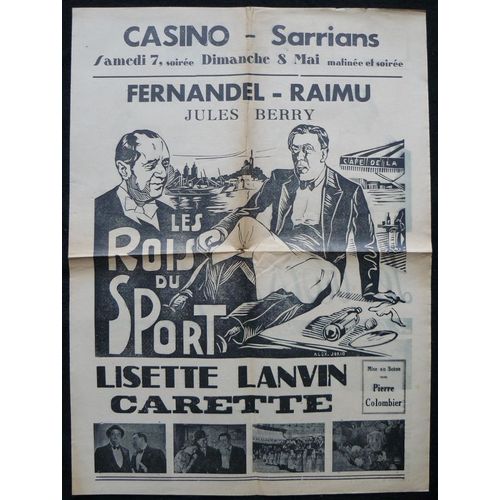 CASINO - Sarrians
Samedi 7, soirée Dimanche 8 Mai matinée et soirée
FERNANDEL - RAIMU
JULES BERRY
CAFÉ DE LA
LES
ROIS
DU
SPORT
LISETTE LANVIN
CARETTE
Mise en Scène
Pierre
Colombier